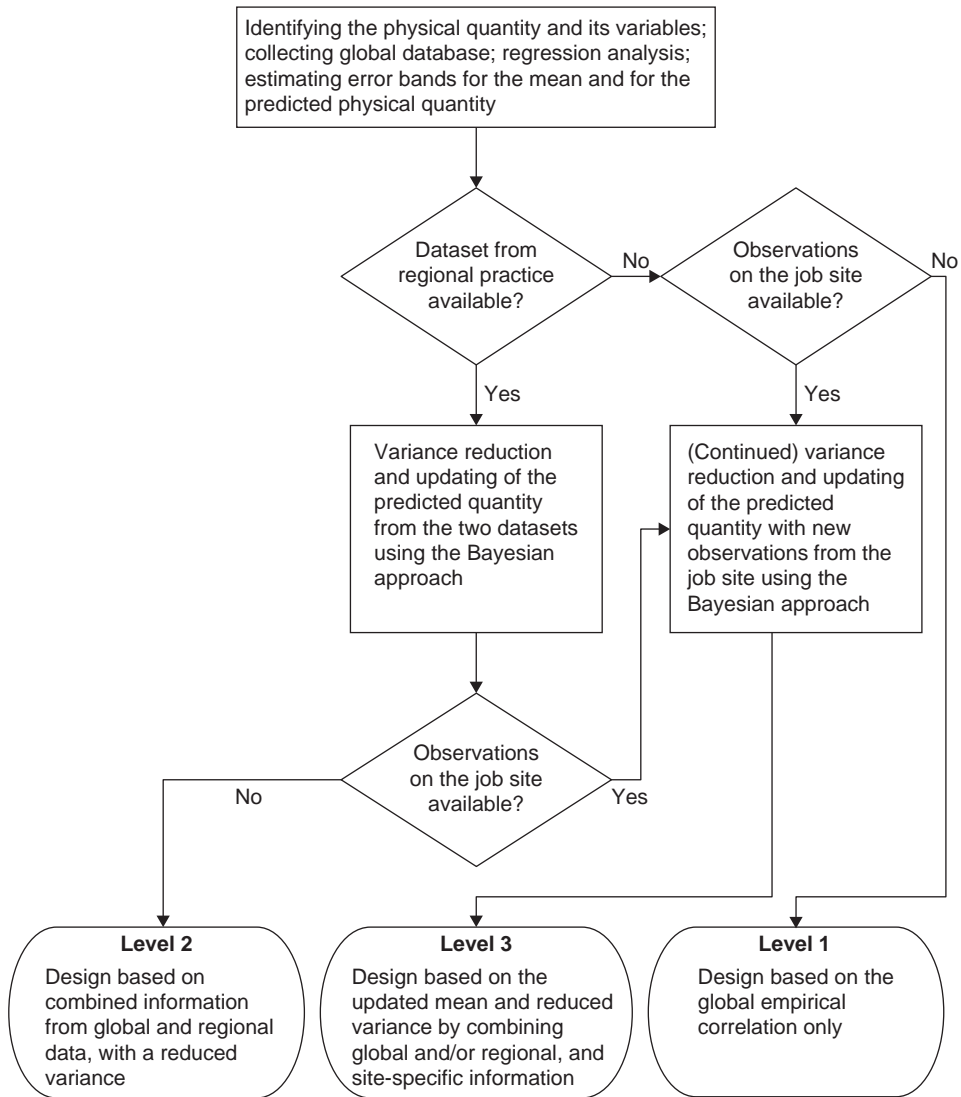 Identifying the physical quantity and its variables;
collecting global database; regression analysis;
estimating error bands for the mean and for the
predicted physical quantity
Dataset from
regional practice
available?
No
Observations
on the job site
available?
No
Yes
Yes
Variance reduction
and updating of the
predicted quantity
from the two datasets
using the Bayesian
approach
(Continued) variance
reduction and updating
of the predicted
quantity with new
observations from the
job site using the
Bayesian approach
Observations
on the job site
available?
No
Yes
Level 2
Design based on
combined information
from global and regional
data, with a reduced
variance
Level 3
Design based on the
updated mean and reduced
variance by combining
global and/or regional, and
site-specific information
Level 1
Design based on the
global empirical
correlation only